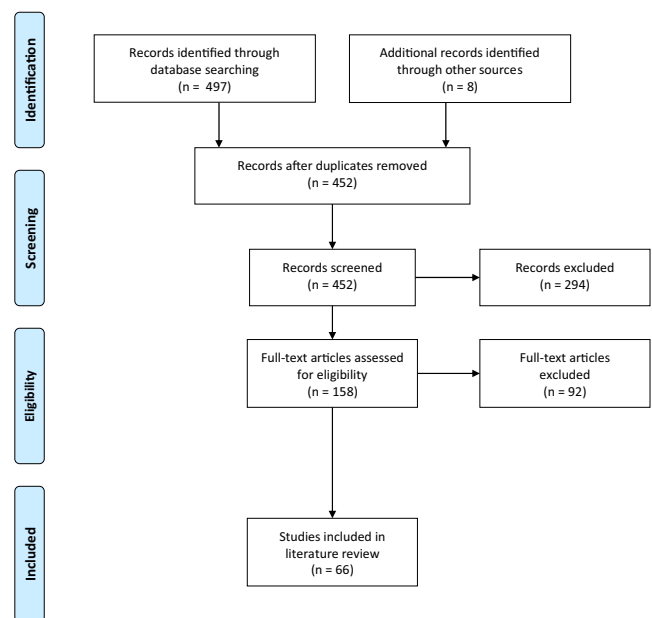 Identification
Records identified through
database searching
(n = 497)
Additional records identified
through other sources
(n = 8)
Records after duplicates removed
(n = 452)
Screening
Records screened
(n = 452)
Records excluded
(n = 294)
Eligibility
Full-text articles assessed
for eligibility
(n = 158)
Full-text articles
excluded
(n = 92)
Included
Studies included in
literature review
(n = 66)